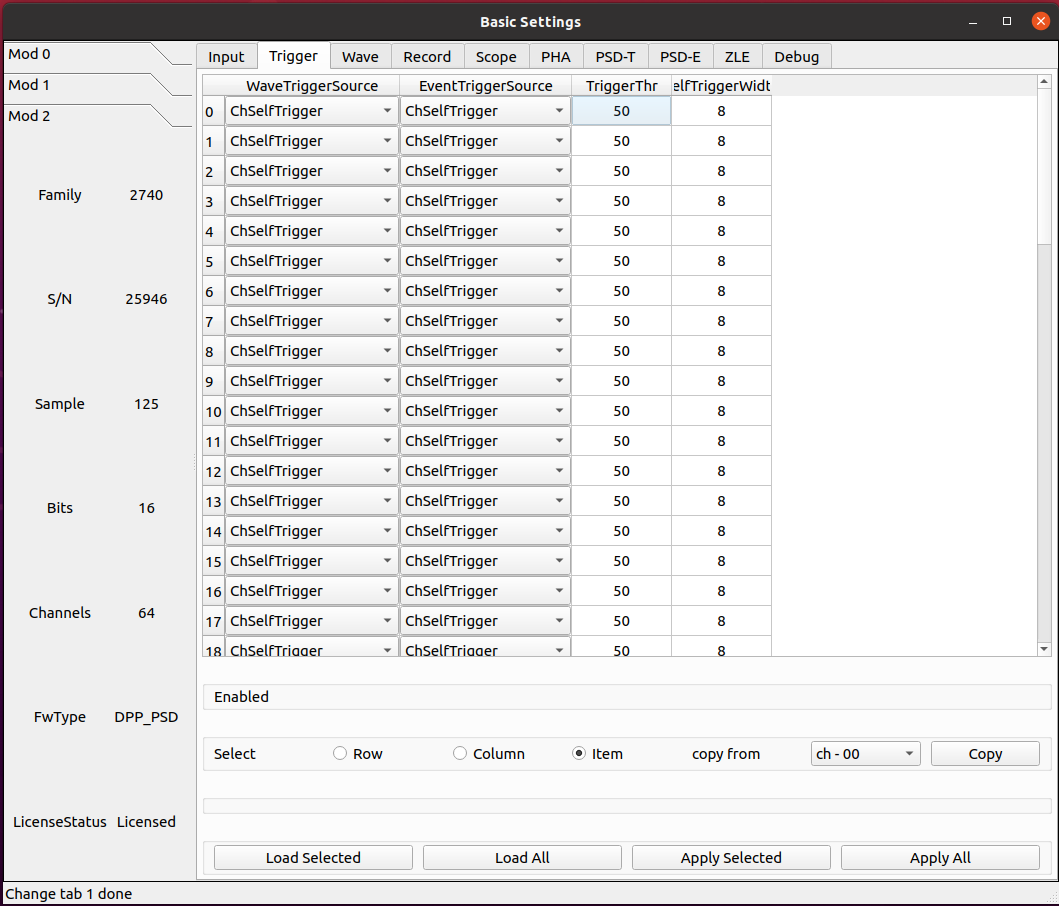 Basic Settings
Mod 0
Mod 1
Mod 2
Family 2740
S/N 25946
Sample 125
Bits 16
Channels 64
FwType DPP_PSD
LicenseStatus Licensed
Input Trigger Wave Record Scope PHA PSD-T PSD-E ZLE Debug
WaveTriggerSource EventTriggerSource TriggerThr elfTriggerWidt
0 ChSelfTrigger ChSelfTrigger 50 8
1 ChSelfTrigger ChSelfTrigger 50 8
2 ChSelfTrigger ChSelfTrigger 50 8
3 ChSelfTrigger ChSelfTrigger 50 8
4 ChSelfTrigger ChSelfTrigger 50 8
5 ChSelfTrigger ChSelfTrigger 50 8
6 ChSelfTrigger ChSelfTrigger 50 8
7 ChSelfTrigger ChSelfTrigger 50 8
8 ChSelfTrigger ChSelfTrigger 50 8
9 ChSelfTrigger ChSelfTrigger 50 8
10 ChSelfTrigger ChSelfTrigger 50 8
11 ChSelfTrigger ChSelfTrigger 50 8
12 ChSelfTrigger ChSelfTrigger 50 8
13 ChSelfTrigger ChSelfTrigger 50 8
14 ChSelfTrigger ChSelfTrigger 50 8
15 ChSelfTrigger ChSelfTrigger 50 8
16 ChSelfTrigger ChSelfTrigger 50 8
17 ChSelfTrigger ChSelfTrigger 50 8
18 ChSelfTrigger ChSelfTrigger 50 8
Enabled
Select Row Column Item copy from ch - 00 Copy
Load Selected Load All Apply Selected Apply All
Change tab 1 done